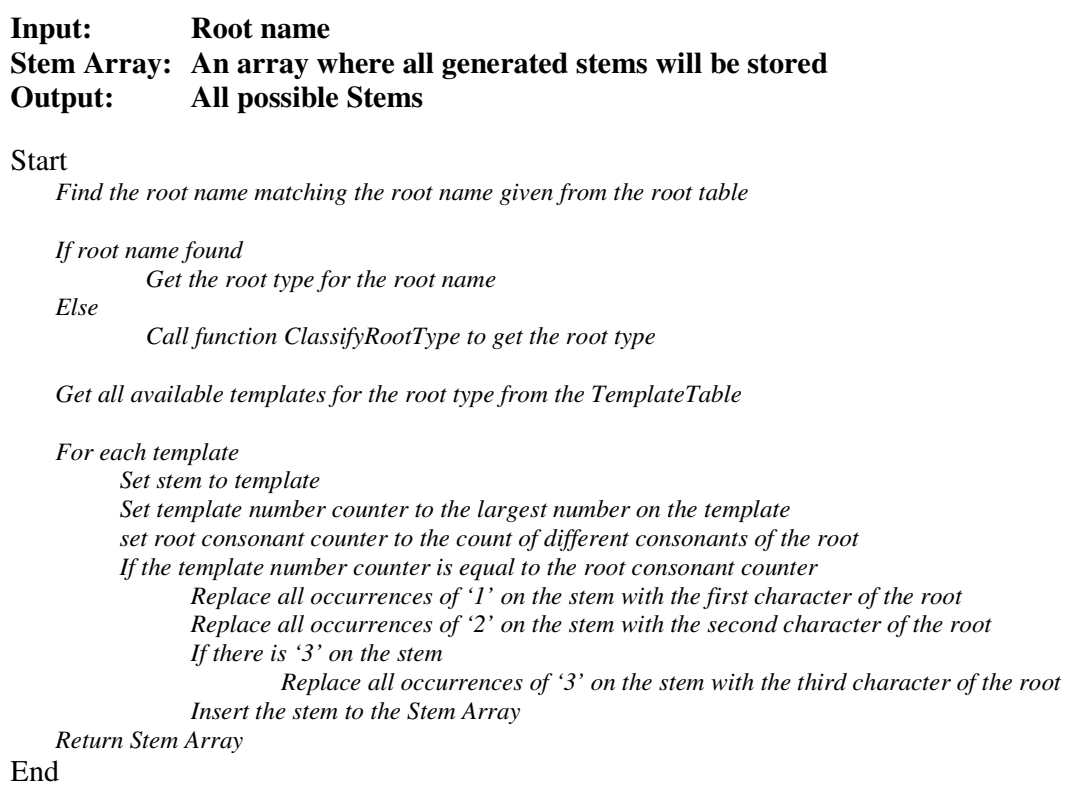 Input: Root name
Stem Array: An array where all generated stems will be stored
Output: All possible Stems
Start
Find the root name matching the root name given from the root table
If root name found
Get the root type for the root name
Else
Call function ClassifyRootType to get the root type
Get all available templates for the root type from the TemplateTable
For each template
Set stem to template
Set template number counter to the largest number on the template
set root consonant counter to the count of different consonants of the root
If the template number counter is equal to the root consonant counter
Replace all occurrences of ‘1’ on the stem with the first character of the root
Replace all occurrences of ‘2’ on the stem with the second character of the root
If there is ‘3’ on the stem
Replace all occurrences of ‘3’ on the stem with the third character of the root
Insert the stem to the Stem Array
Return Stem Array
End